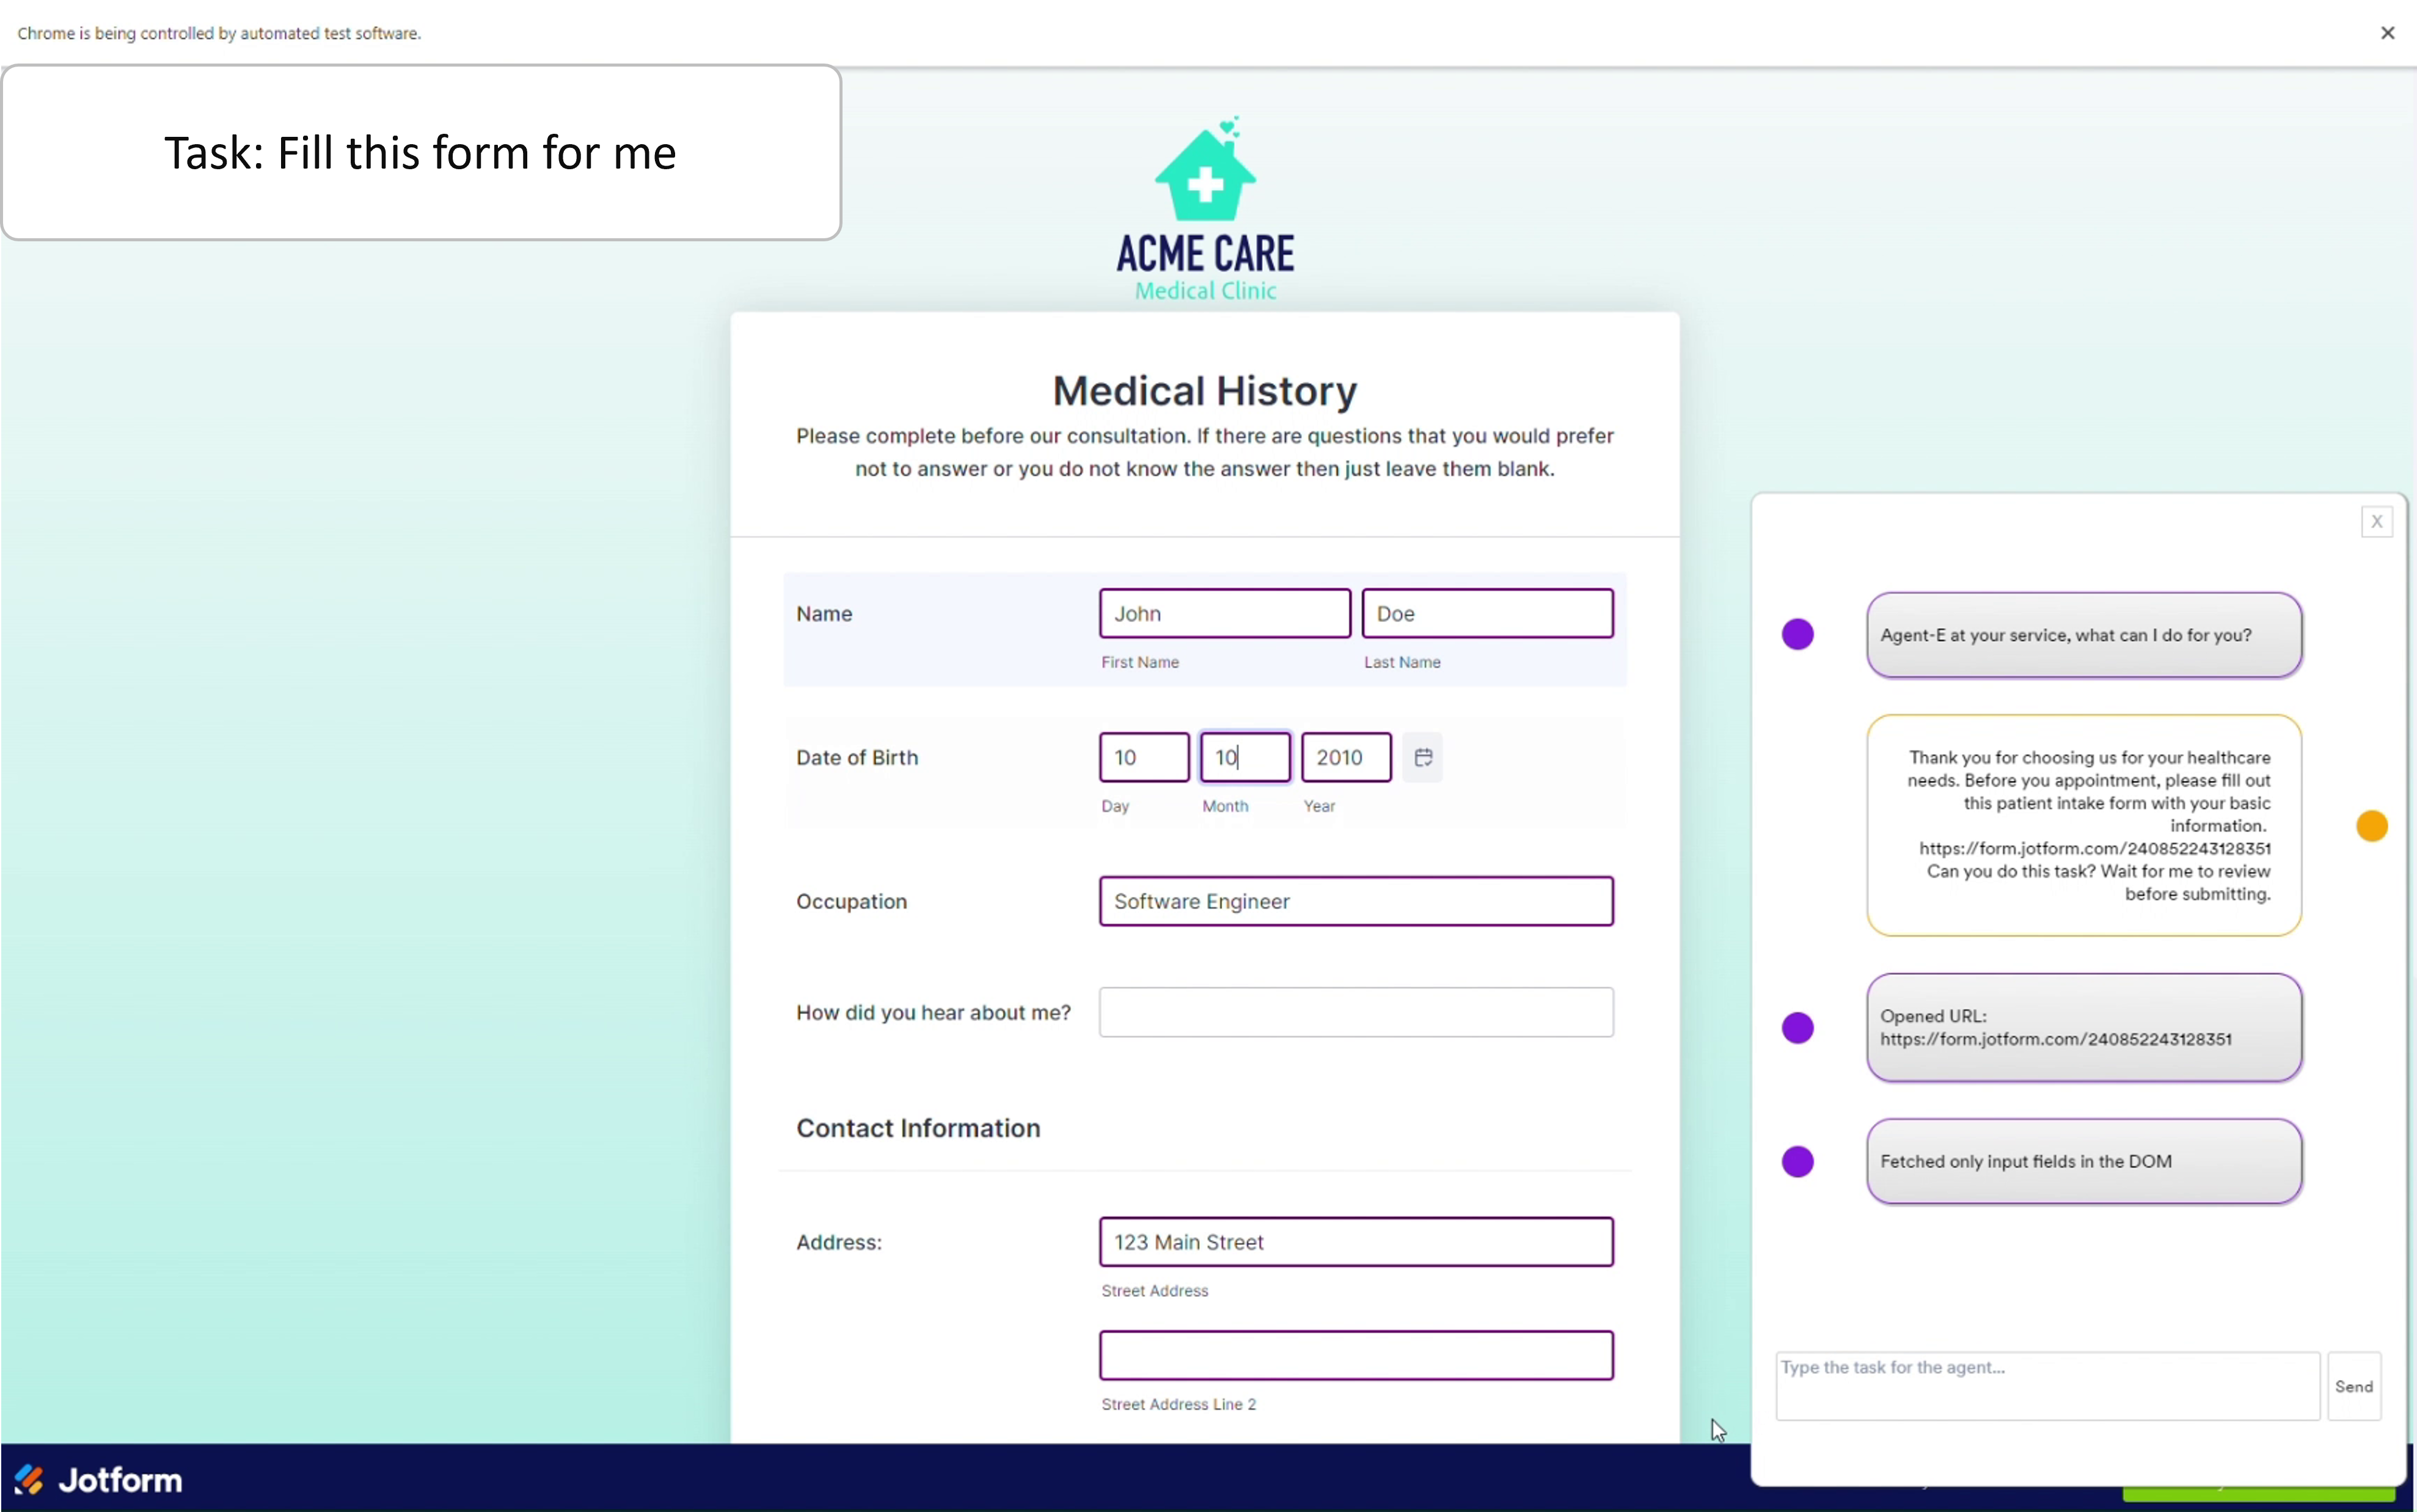 Chrome is being controlled by automated test software.
Task: Fill this form for me
ACME CARE
Medical Clinic
Medical History
Please complete before our consultation. If there are questions that you would prefer
not to answer or you do not know the answer then just leave them blank.
Name
John
Doe
First Name
Last Name
Date of Birth
10
10
2010
Day
Month
Year
Occupation
Software Engineer
How did you hear about me?
Contact Information
Address:
123 Main Street
Street Address
Street Address Line 2
Jotform
X
Agent-E at your service, what can I do for you?
Thank you for choosing us for your healthcare
needs. Before you appointment, please fill out
this patient intake form with your basic
information.
https://form.jotform.com/240852243128351
Can you do this task? Wait for me to review
before submitting.
Opened URL:
https://form.jotform.com/240852243128351
Fetched only input fields in the DOM
Type the task for the agent...
Send